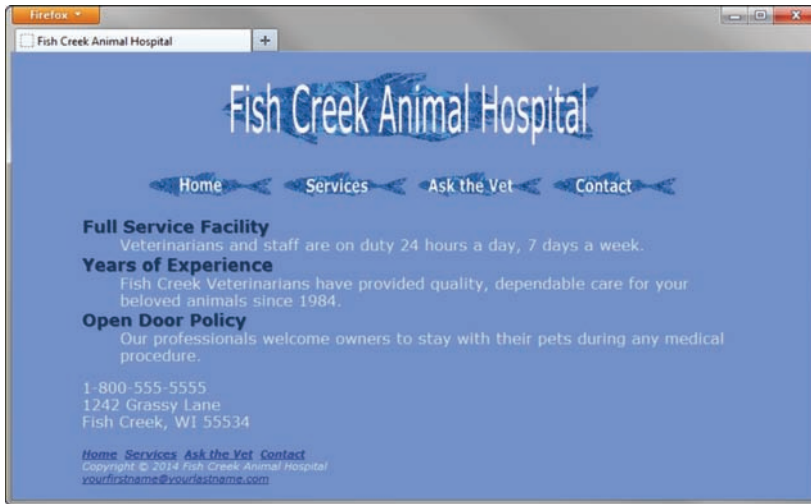 Firefox
Fish Creek Animal Hospital
+
Fish Creek Animal Hospital
Home Services Ask the Vet Contact
Full Service Facility
Veterinarians and staff are on duty 24 hours a day, 7 days a week.
Years of Experience
Fish Creek Veterinarians have provided quality, dependable care for your
beloved animals since 1984.
Open Door Policy
Our professionals welcome owners to stay with their pets during any medical
procedure.
1-800-555-5555
1242 Grassy Lane
Fish Creek, WI 55534
Home Services Ask the Vet Contact
Copyright © 2014 Fish Creek Animal Hospital
yourfirstname@yourlastname.com